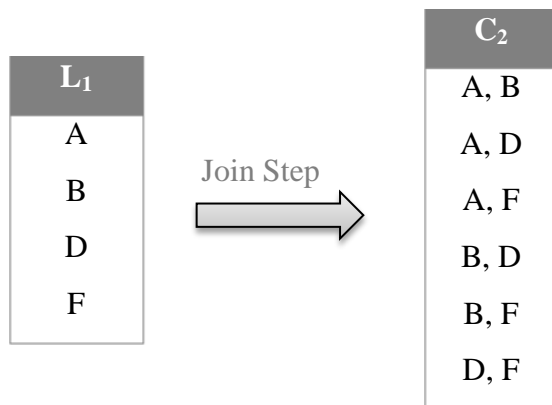 L₁
A
B
D
F
Join Step
C₂
A, B
A, D
A, F
B, D
B, F
D, F